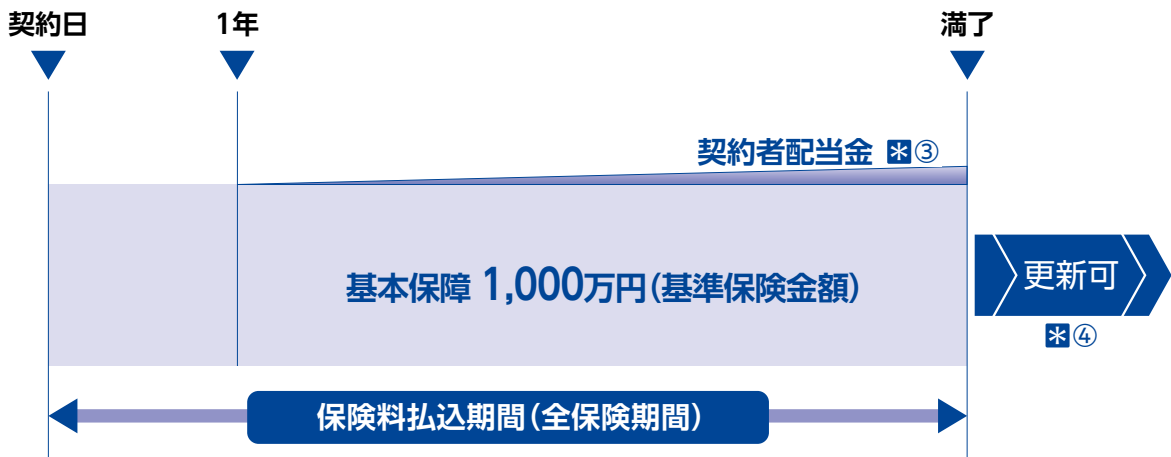 契約日 1年 満了
契約者配当金 *③
基本保障 1,000万円(基準保険金額)
更新可
*④
保険料払込期間(全保険期間)